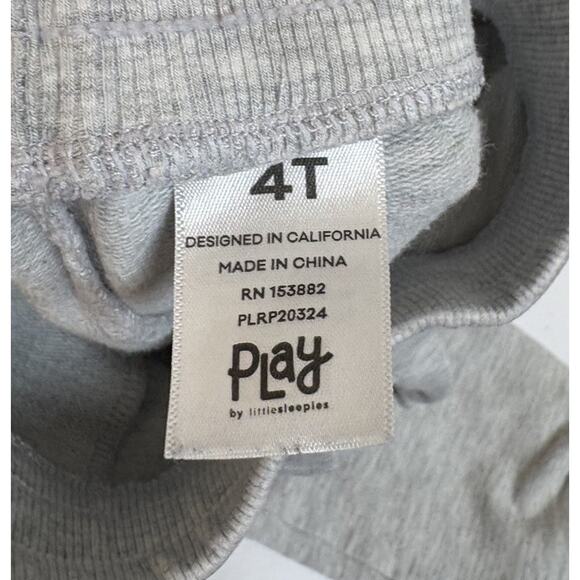 4T
DESIGNED IN CALIFORNIA
MADE IN CHINA
RN 153882
PLRP20324
PLay
by littlesleepies